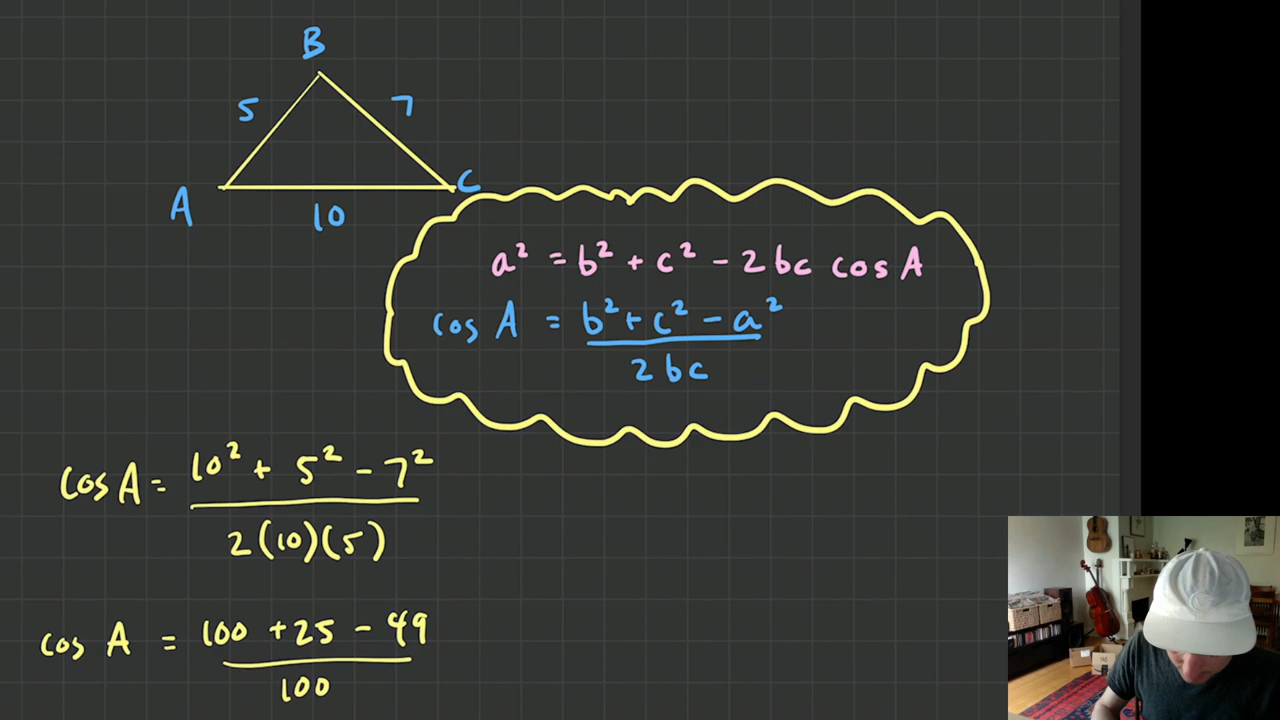 B
5
7
A
C
10
a² = b² + c² - 2bc cos A
cos A = b² + c² - a² / 2bc
cos A = 10² + 5² - 7² / 2(10)(5)
cos A = 100 + 25 - 49 / 100